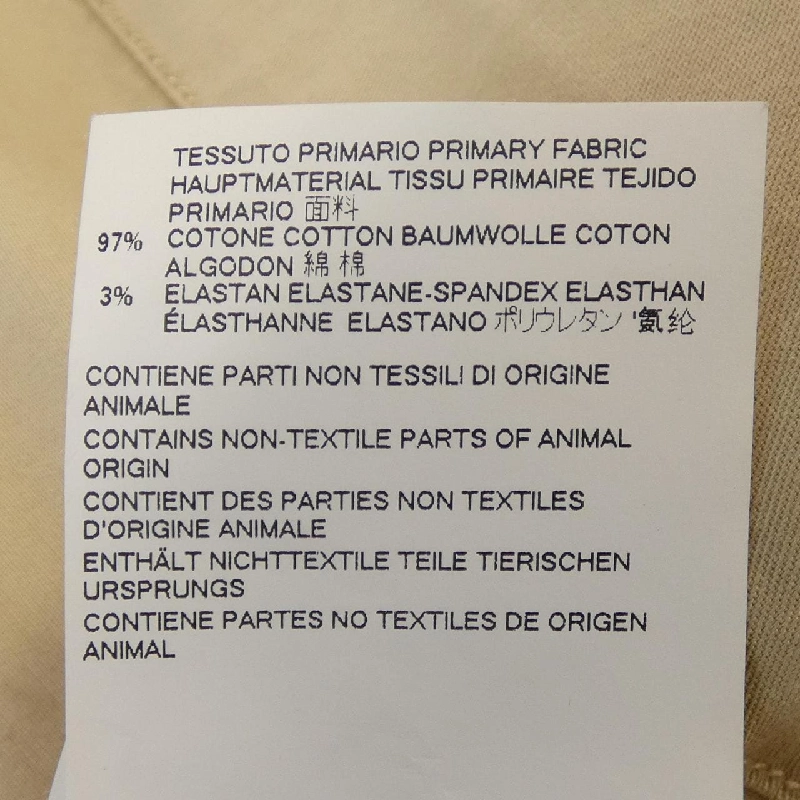 TESSUTO PRIMARIO PRIMARY FABRIC
HAUPTMATERIAL TISSU PRIMAIRE TEJIDO
PRIMARIO 面料
97% COTONE COTTON BAUMWOLLE COTON
ALGODON 綿 棉
3% ELASTAN ELASTANE-SPANDEX ELASTHAN
ÉLASTHANNE ELASTANO ポリウレタン '氨纶
CONTIENE PARTI NON TESSILI DI ORIGINE
ANIMALE
CONTAINS NON-TEXTILE PARTS OF ANIMAL
ORIGIN
CONTIENT DES PARTIES NON TEXTILES
D'ORIGINE ANIMALE
ENTHÄLT NICHTTEXTILE TEILE TIERISCHEN
URSPRUNGS
CONTIENE PARTES NO TEXTILES DE ORIGEN
ANIMAL